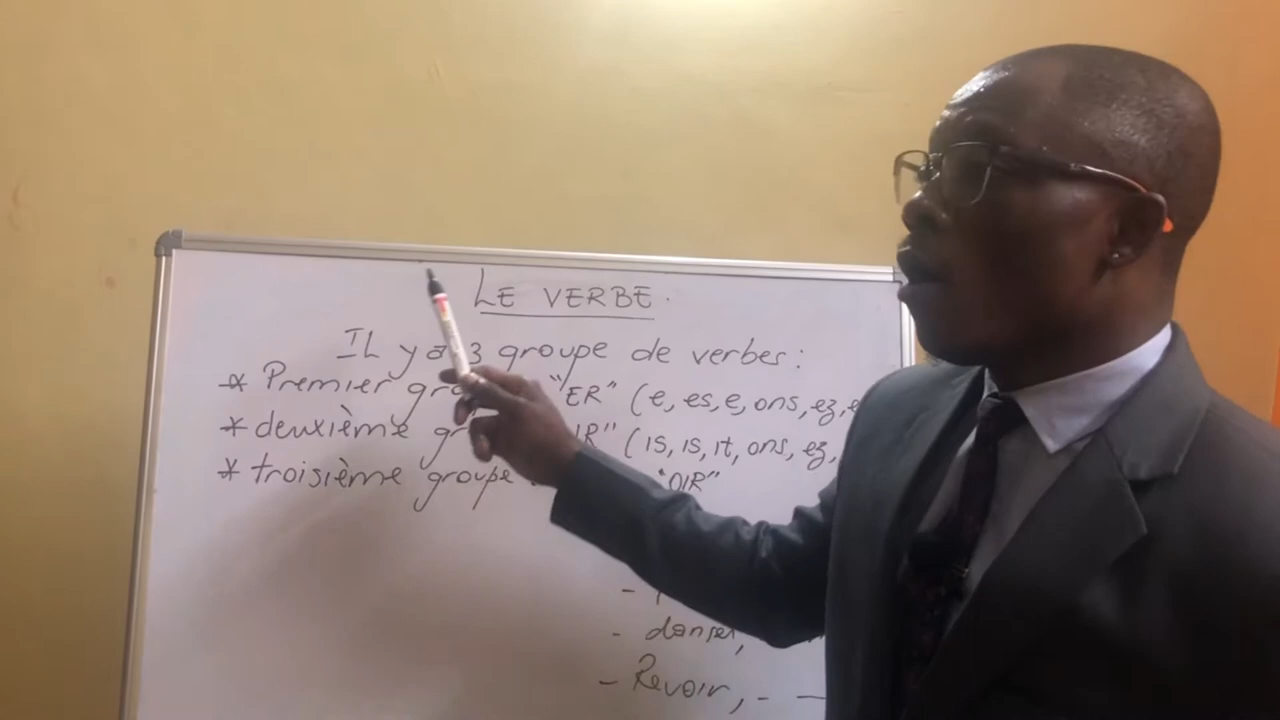 LE VERBE.
IL y a 3 groupe de verbes:
* Premier "ER" (e, es, e, ons, ez,
* deuxième IR" (is, is, it, ons, ez,
* troisième groupe : "OIR"
-
- danser,
- Revoir, - —